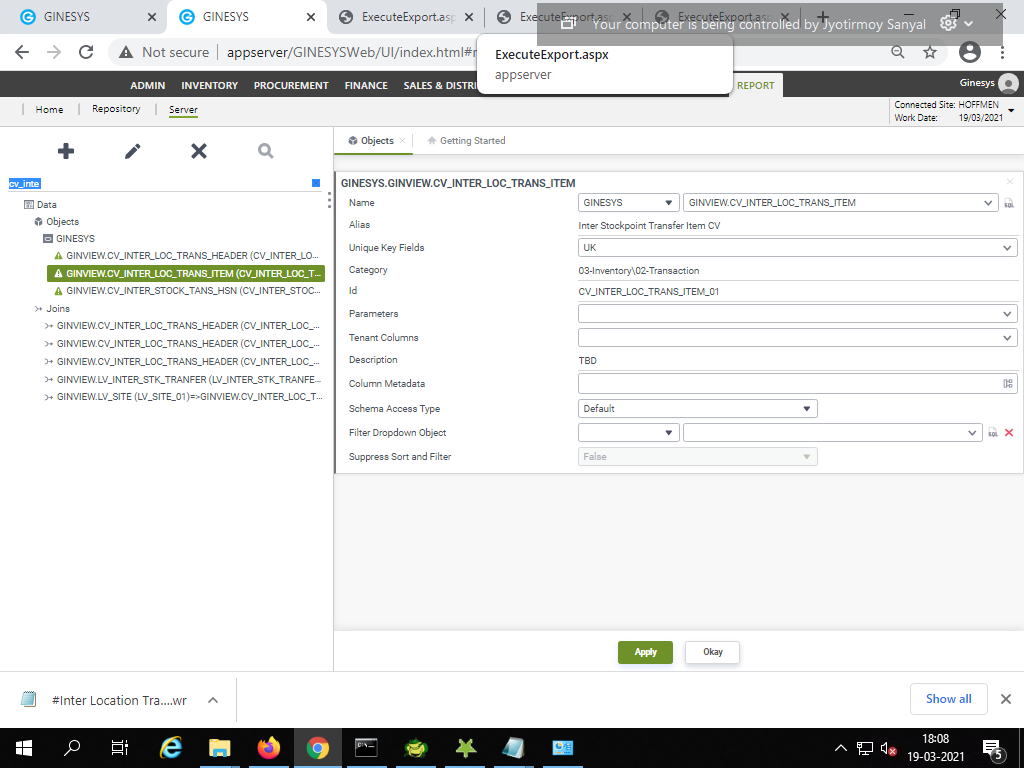 GINESYS
GINESYS
ExecuteExport.asp
ExecuteExport.asp
ExecuteExport.asp
Your computer is being controlled by Jyotirmoy Sanyal
Not secure
appserver/GINESYSWeb/UI/index.html#r
ExecuteExport.aspx
appserver
ADMIN
INVENTORY
PROCUREMENT
FINANCE
SALES & DISTRI
REPORT
Ginesys
Home
Repository
Server
Connected Site: HOFFMEN
Work Date: 19/03/2021
Objects
Getting Started
cv_inte
Data
Objects
GINESYS
GINVIEW.CV_INTER_LOC_TRANS_HEADER (CV_INTER_LO...
GINVIEW.CV_INTER_LOC_TRANS_ITEM (CV_INTER_LOC_T...
GINVIEW.CV_INTER_STOCK_TANS_HSN (CV_INTER_STOC...
Joins
GINVIEW.CV_INTER_LOC_TRANS_HEADER (CV_INTER_LOC_...
GINVIEW.CV_INTER_LOC_TRANS_HEADER (CV_INTER_LOC_...
GINVIEW.CV_INTER_LOC_TRANS_HEADER (CV_INTER_LOC_...
GINVIEW.LV_INTER_STK_TRANFER (LV_INTER_STK_TRANFE...
GINVIEW.LV_SITE (LV_SITE_01)=>GINVIEW.CV_INTER_LOC_T...
GINESYS.GINVIEW.CV_INTER_LOC_TRANS_ITEM
Name GINESYS GINVIEW.CV_INTER_LOC_TRANS_ITEM
Alias Inter Stockpoint Transfer Item CV
Unique Key Fields UK
Category 03-Inventory\02-Transaction
Id CV_INTER_LOC_TRANS_ITEM_01
Parameters
Tenant Columns
Description TBD
Column Metadata
Schema Access Type Default
Filter Dropdown Object
Suppress Sort and Filter False
Apply
Okay
#Inter Location Tra....wr
Show all
18:08
19-03-2021
5